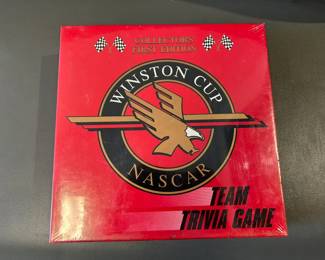 COLLECTORS
FIRST EDITION
WINSTON CUP
NASCAR
TEAM
TRIVIA GAME